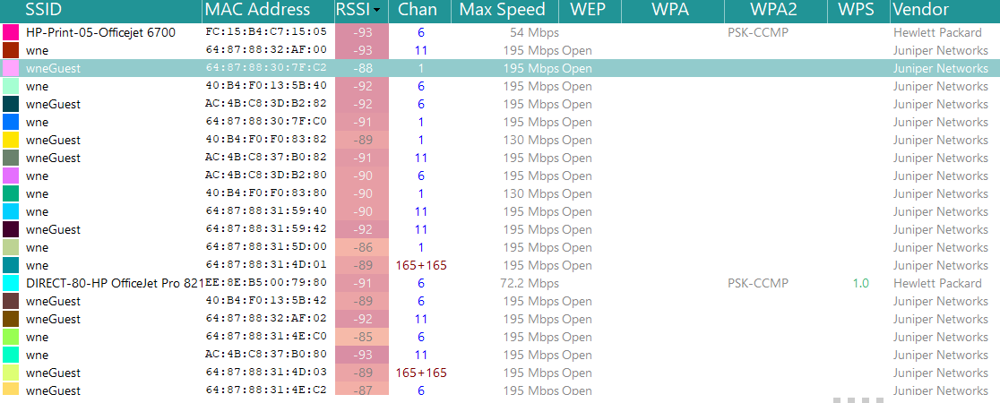 SSID MAC Address RSSI Chan Max Speed WEP WPA WPA2 WPS Vendor
HP-Print-05-Officejet 6700 FC:15:B4:C7:15:05 -93 6 54 Mbps PSK-CCMP Hewlett Packard
wne 64:87:88:32:AF:00 -93 11 195 Mbps Open Juniper Networks
wneGuest 64:87:88:30:7F:C2 -88 1 195 Mbps Open Juniper Networks
wne 40:B4:F0:13:5B:40 -92 6 195 Mbps Open Juniper Networks
wneGuest AC:4B:C8:3D:B2:82 -92 6 195 Mbps Open Juniper Networks
wne 64:87:88:30:7F:C0 -91 1 195 Mbps Open Juniper Networks
wneGuest 40:B4:F0:F0:83:82 -89 1 130 Mbps Open Juniper Networks
wneGuest AC:4B:C8:37:B0:82 -91 11 195 Mbps Open Juniper Networks
wne AC:4B:C8:3D:B2:80 -90 6 195 Mbps Open Juniper Networks
wne 40:B4:F0:F0:83:80 -90 1 130 Mbps Open Juniper Networks
wne 64:87:88:31:59:40 -90 11 195 Mbps Open Juniper Networks
wneGuest 64:87:88:31:59:42 -92 11 195 Mbps Open Juniper Networks
wne 64:87:88:31:5D:00 -86 1 195 Mbps Open Juniper Networks
wne 64:87:88:31:4D:01 -89 165+165 195 Mbps Open Juniper Networks
DIRECT-80-HP OfficeJet Pro 821 EE:8E:B5:00:79:80 -91 6 72.2 Mbps PSK-CCMP 1.0 Hewlett Packard
wneGuest 40:B4:F0:13:5B:42 -89 6 195 Mbps Open Juniper Networks
wneGuest 64:87:88:32:AF:02 -92 11 195 Mbps Open Juniper Networks
wne 64:87:88:31:4E:C0 -85 6 195 Mbps Open Juniper Networks
wne AC:4B:C8:37:B0:80 -93 11 195 Mbps Open Juniper Networks
wneGuest 64:87:88:31:4D:03 -89 165+165 195 Mbps Open Juniper Networks
wneGuest 64:87:88:31:4E:C2 -87 6 195 Mbps Open Juniper Networks